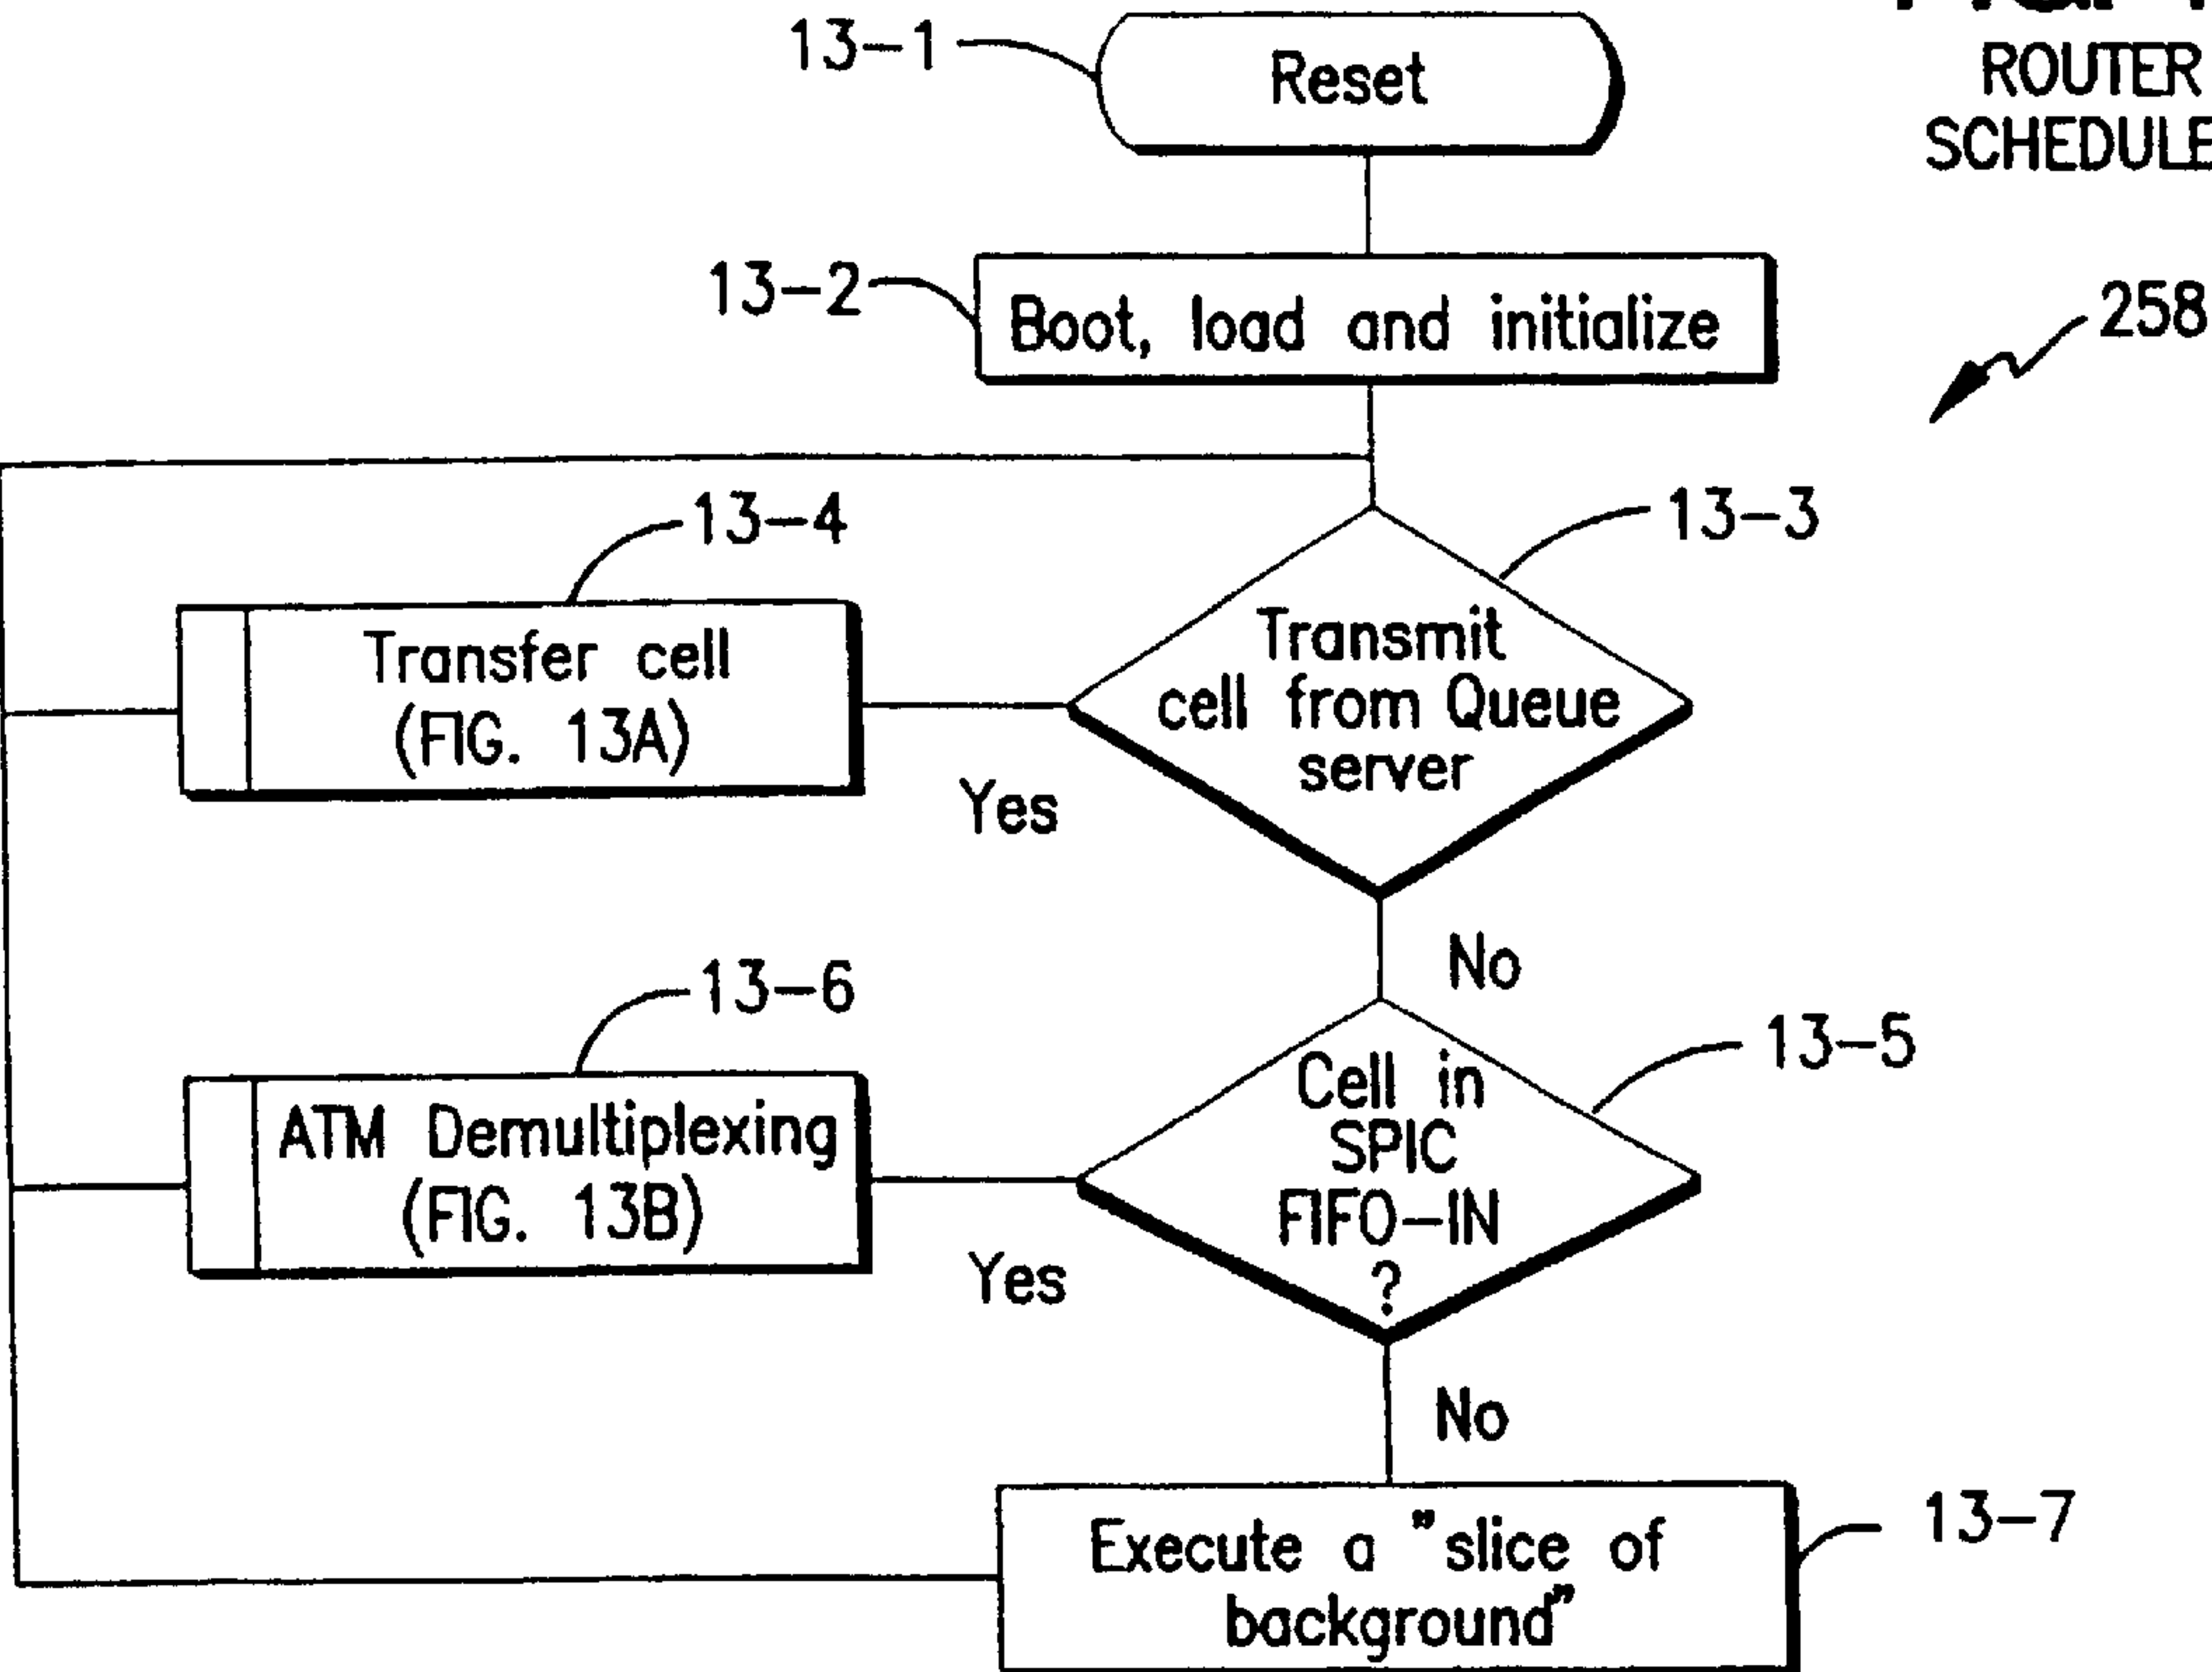 13-1
Reset
ROUTER
13-2
Boot, load and initialize
258
13-4
13-3
Transfer cell
(FIG. 13A)
Transmit
cell from Queue
server
Yes
No
13-6
13-5
ATM Demultiplexing
(FIG. 13B)
Cell in
SPIC
FIFO-IN
?
Yes
No
Execute a "slice of
background"
13-7